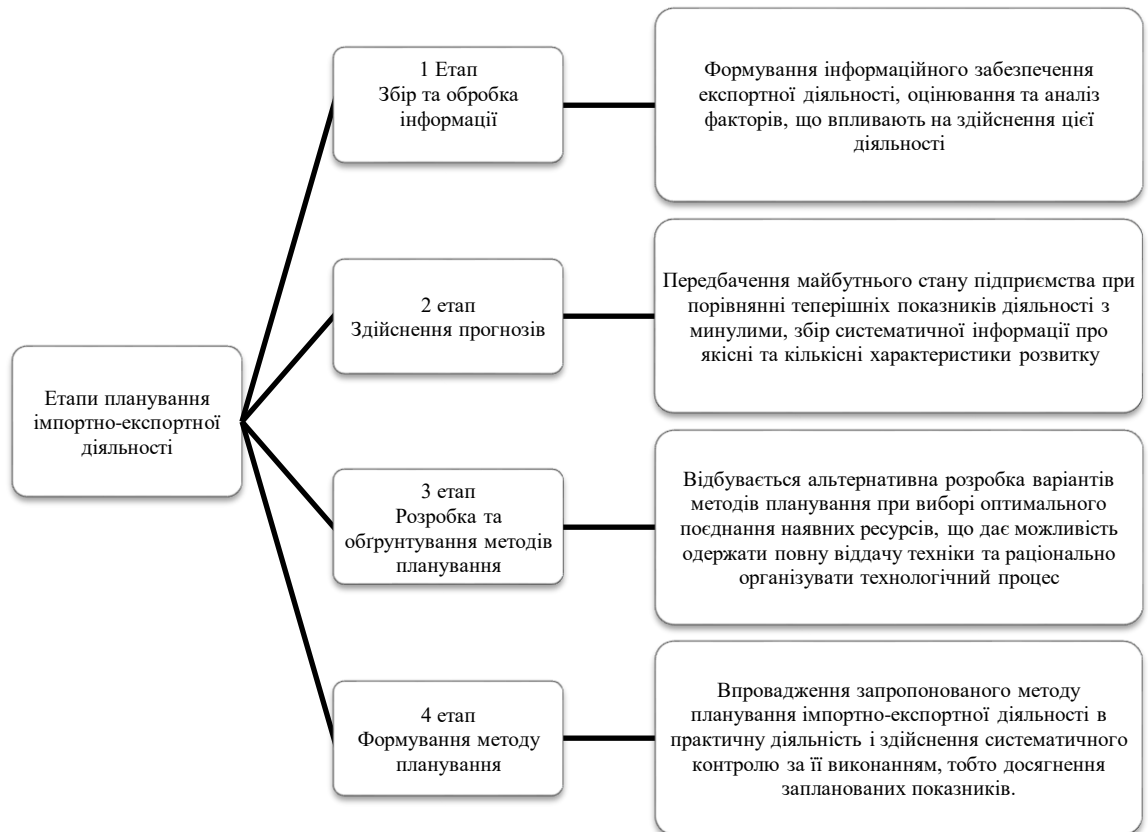 Етапи планування
імпортно-експортної
діяльності
1 Етап
Збір та обробка
інформації
Формування інформаційного забезпечення
експортної діяльності, оцінювання та аналіз
факторів, що впливають на здійснення цієї
діяльності
2 етап
Здійснення прогнозів
Передбачення майбутнього стану підприємства при
порівнянні теперішніх показників діяльності з
минулими, збір систематичної інформації про
якісні та кількісні характеристики розвитку
3 етап
Розробка та
обґрунтування методів
планування
Відбувається альтернативна розробка варіантів
методів планування при виборі оптимального
поєднання наявних ресурсів, що дає можливість
одержати повну віддачу техніки та раціонально
організувати технологічний процес
4 етап
Формування методу
планування
Впровадження запропонованого методу
планування імпортно-експортної діяльності в
практичну діяльність і здійснення систематичного
контролю за її виконанням, тобто досягнення
запланованих показників.